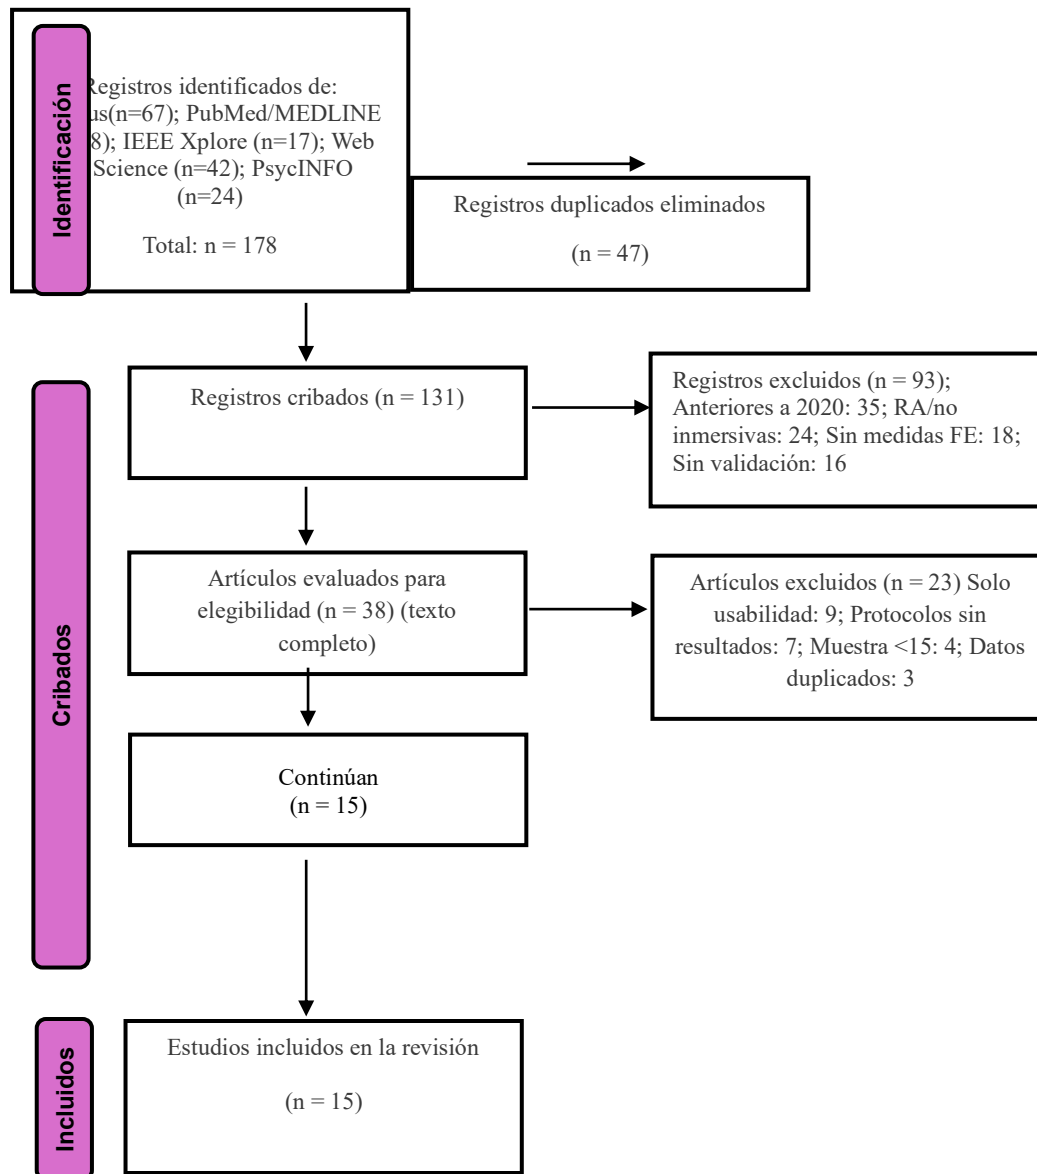 Identificación
Registros identificados de:
us(n=67); PubMed/MEDLINE
8); IEEE Xplore (n=17); Web
Science (n=42); PsycINFO
(n=24)
Total: n = 178
Registros duplicados eliminados
(n = 47)
Cribados
Registros cribados (n = 131)
Registros excluidos (n = 93);
Anteriores a 2020: 35; RA/no
inmersivas: 24; Sin medidas FE: 18;
Sin validación: 16
Artículos evaluados para
elegibilidad (n = 38) (texto
completo)
Artículos excluidos (n = 23) Solo
usabilidad: 9; Protocolos sin
resultados: 7; Muestra <15: 4; Datos
duplicados: 3
Continúan
(n = 15)
Incluidos
Estudios incluidos en la revisión
(n = 15)